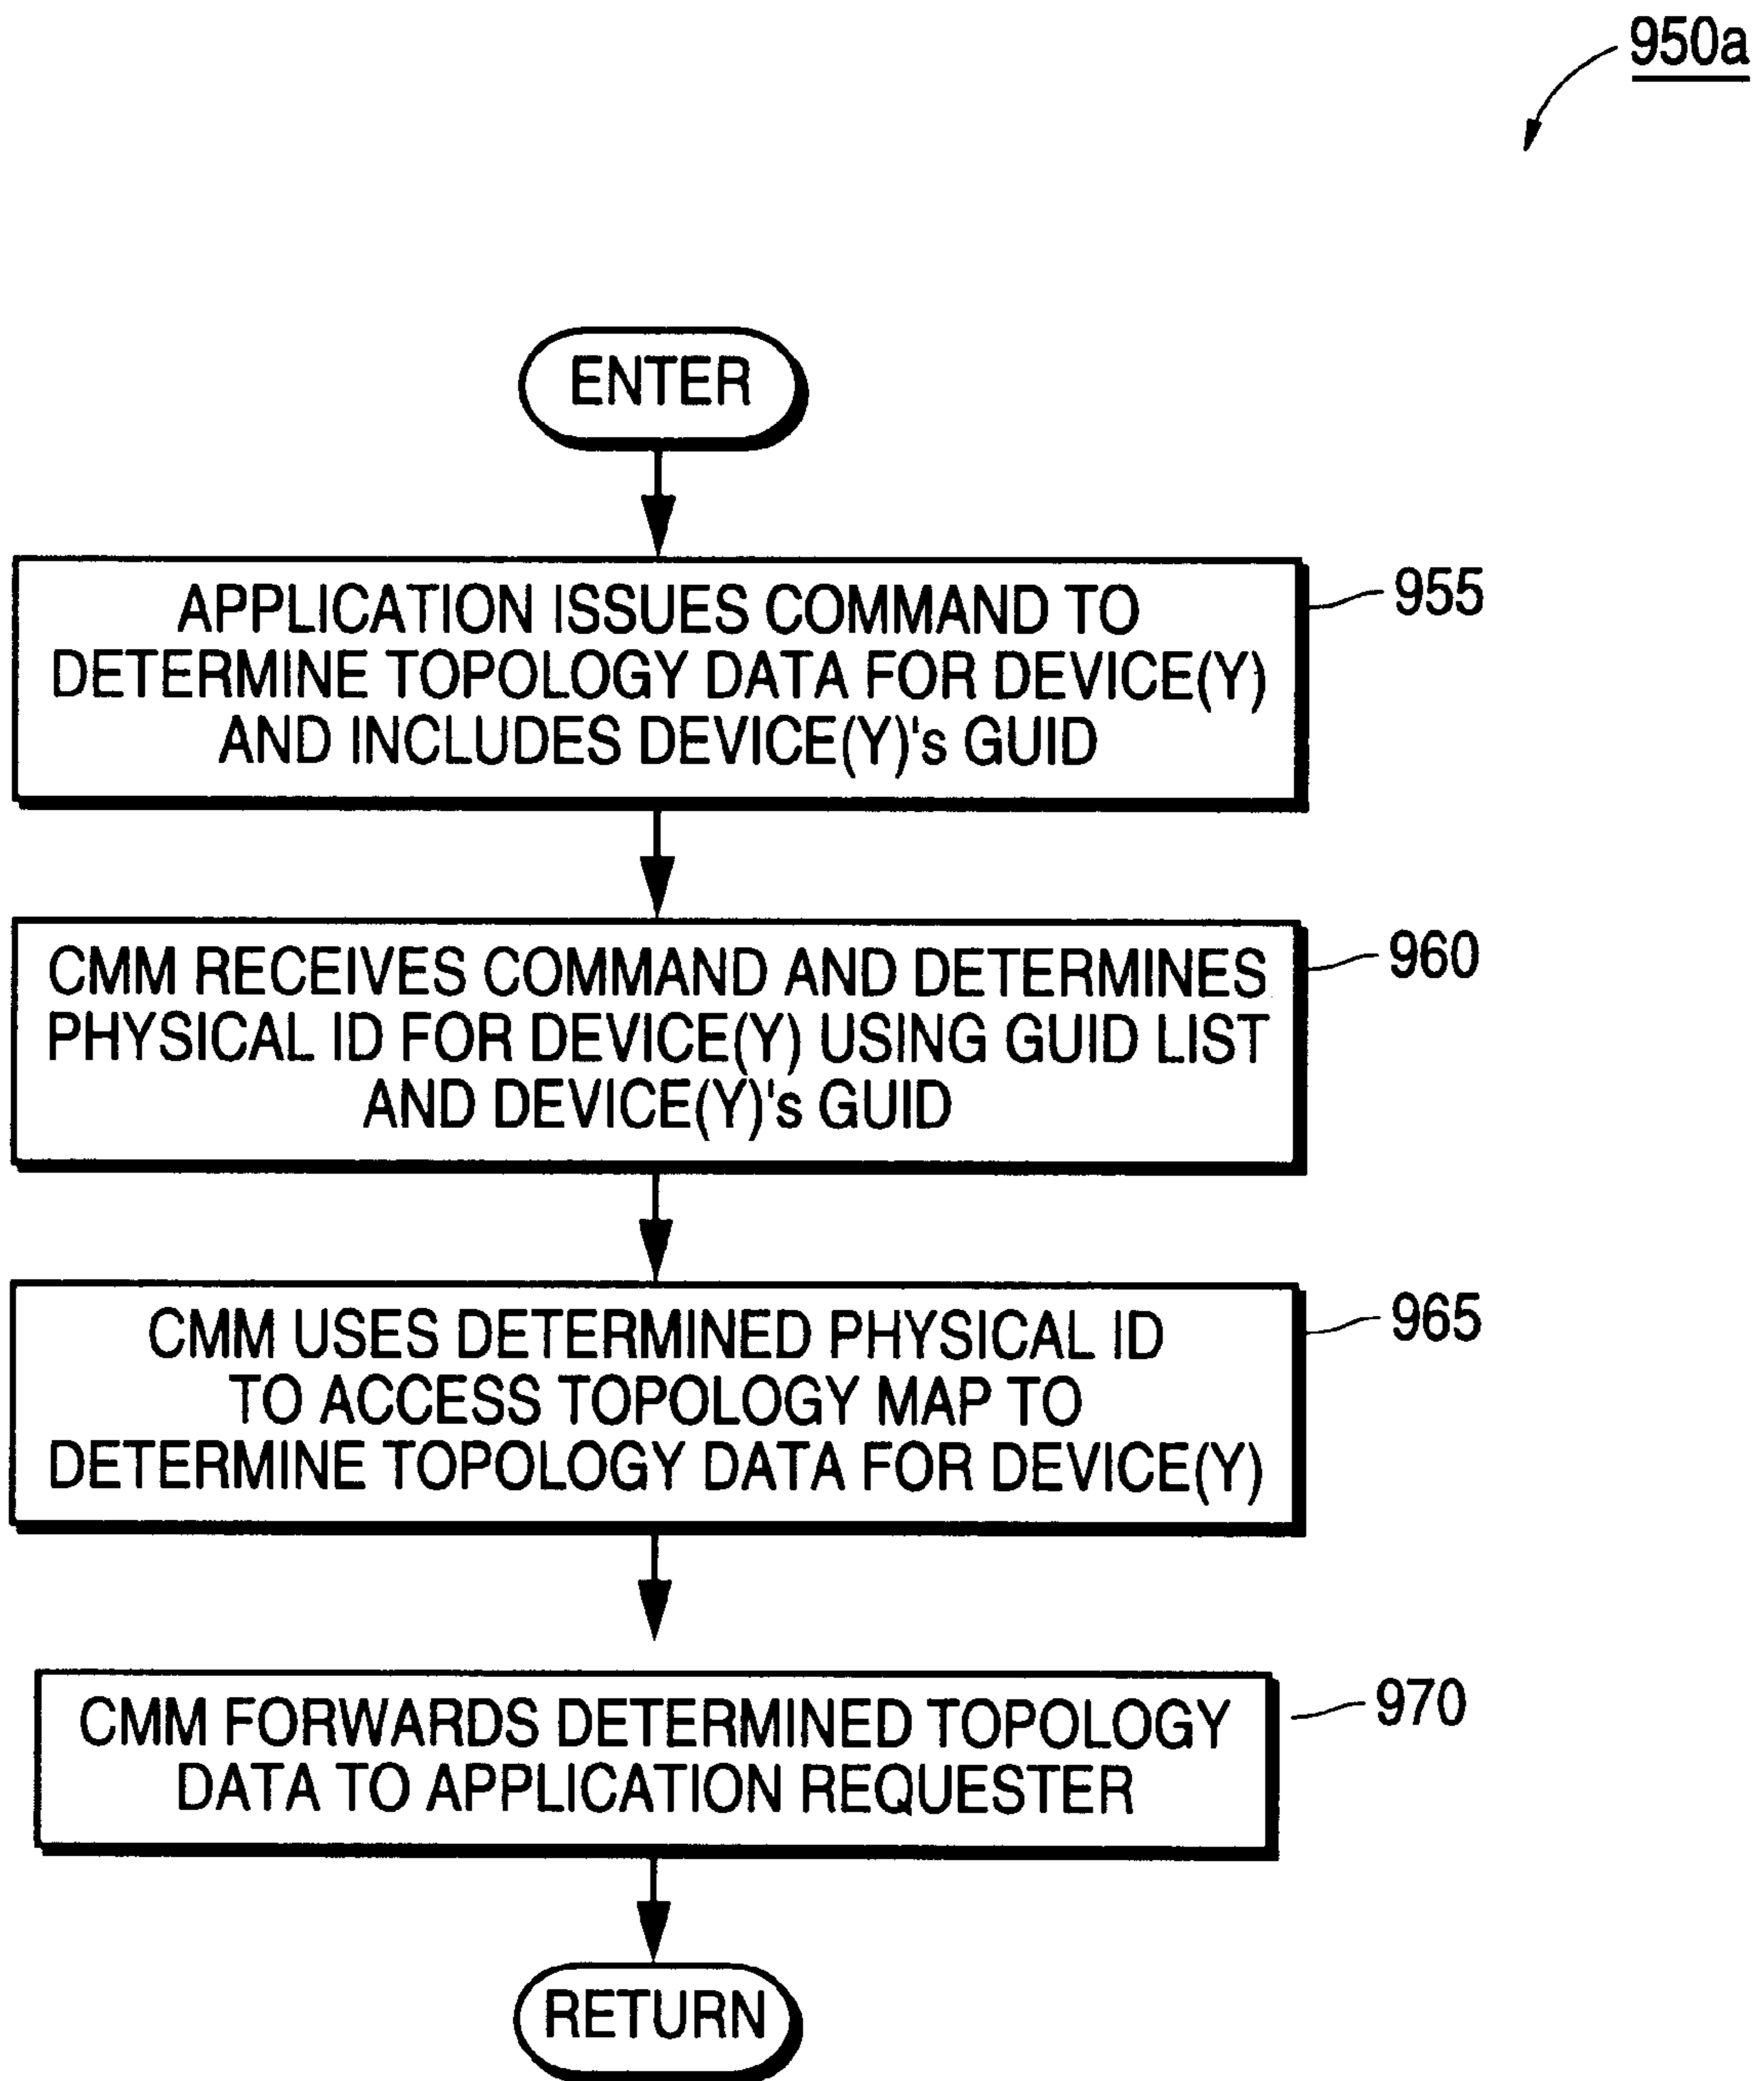 950a
ENTER
APPLICATION ISSUES COMMAND TO
DETERMINE TOPOLOGY DATA FOR DEVICE(Y)
AND INCLUDES DEVICE(Y)'s GUID
955
CMM RECEIVES COMMAND AND DETERMINES
PHYSICAL ID FOR DEVICE(Y) USING GUID LIST
AND DEVICE(Y)'s GUID
960
CMM USES DETERMINED PHYSICAL ID
TO ACCESS TOPOLOGY MAP TO
DETERMINE TOPOLOGY DATA FOR DEVICE(Y)
965
CMM FORWARDS DETERMINED TOPOLOGY
DATA TO APPLICATION REQUESTER
970
RETURN